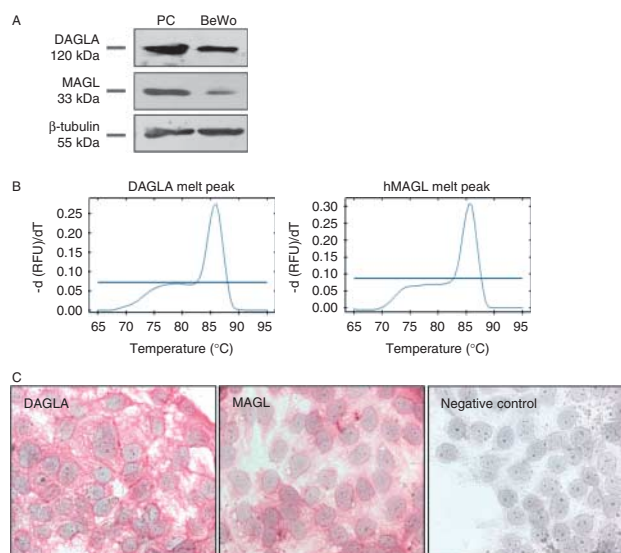 A
PC BeWo
DAGLA
120 kDa
MAGL
33 kDa
β-tubulin
55 kDa
B
DAGLA melt peak
-d (RFU)/dT
0.25
0.20
0.15
0.10
0.05
0.00
65 70 75 80 85 90 95
Temperature (°C)
hMAGL melt peak
-d (RFU)/dT
0.30
0.25
0.20
0.15
0.10
0.05
0.00
65 70 75 80 85 90 95
Temperature (°C)
C
DAGLA
MAGL
Negative control